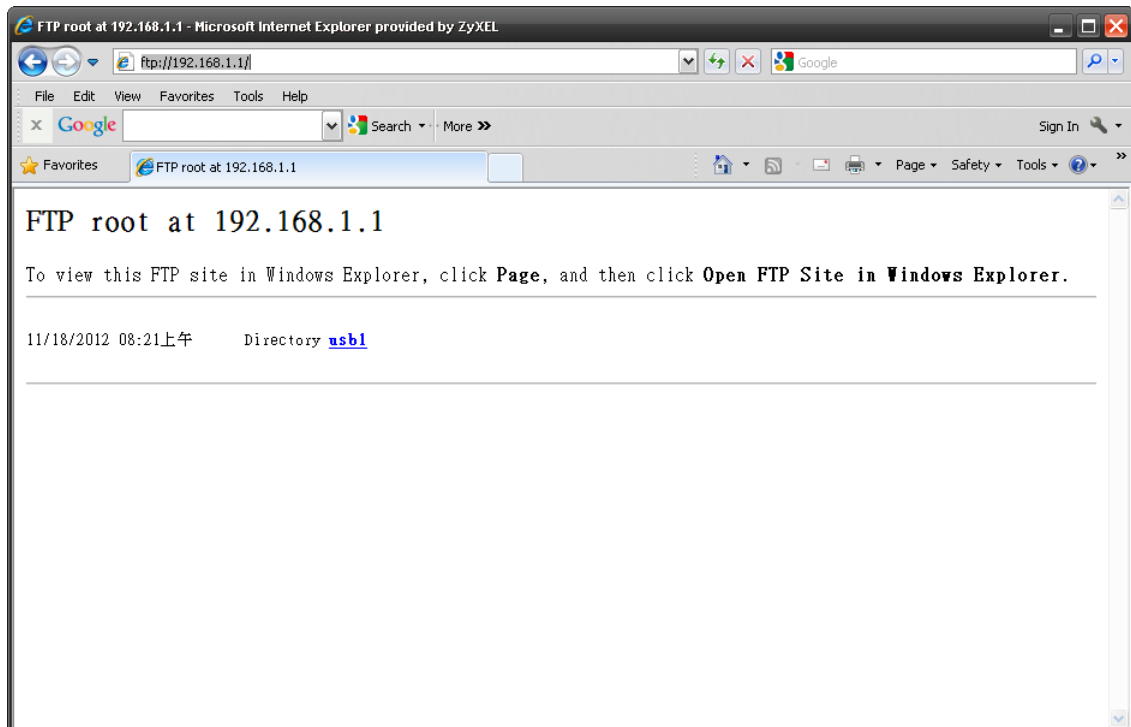 FTP root at 192.168.1.1 - Microsoft Internet Explorer provided by ZyXEL
ftp://192.168.1.1/ Google
File Edit View Favorites Tools Help
x Google Search More » Sign In
Favorites FTP root at 192.168.1.1 Page Safety Tools »
FTP root at 192.168.1.1
To view this FTP site in Windows Explorer, click Page, and then click Open FTP Site in Windows Explorer.
11/18/2012 08:21上午 Directory usb1